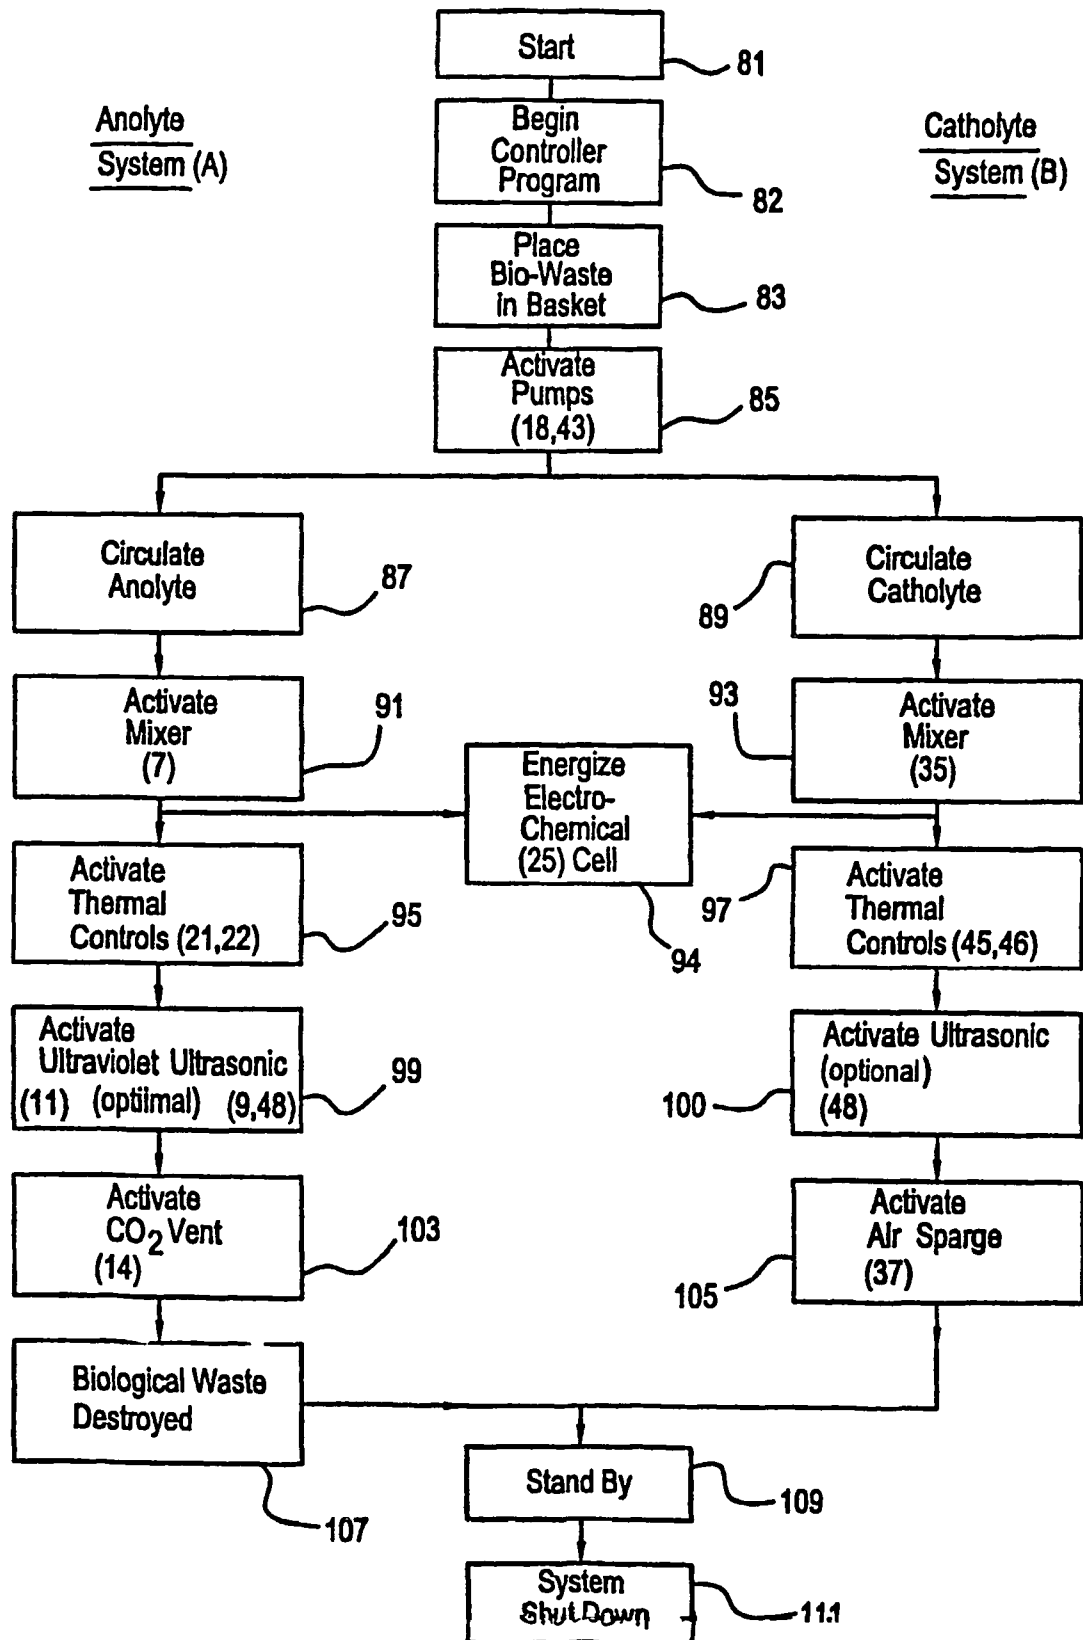 Start
81
Anolyte
System (A)
Catholyte
System (B)
Begin
Controller
Program
82
Place
Bio-Waste
in Basket
83
Activate
Pumps
(18,43)
85
Circulate
Anolyte
87
Circulate
Catholyte
89
Activate
Mixer
(7)
91
Activate
Mixer
(35)
93
Energize
Electro-
Chemical
(25) Cell
94
Activate
Thermal
Controls (21,22)
95
Activate
Thermal
Controls (45,46)
97
Activate
Ultraviolet Ultrasonic
(11) (optiimal) (9,48)
99
Activate Ultrasonic
(optional)
(48)
100
Activate
CO2 Vent
(14)
103
Activate
Air Sparge
(37)
105
Biological Waste
Destroyed
107
Stand By
109
System
Shut Down
111